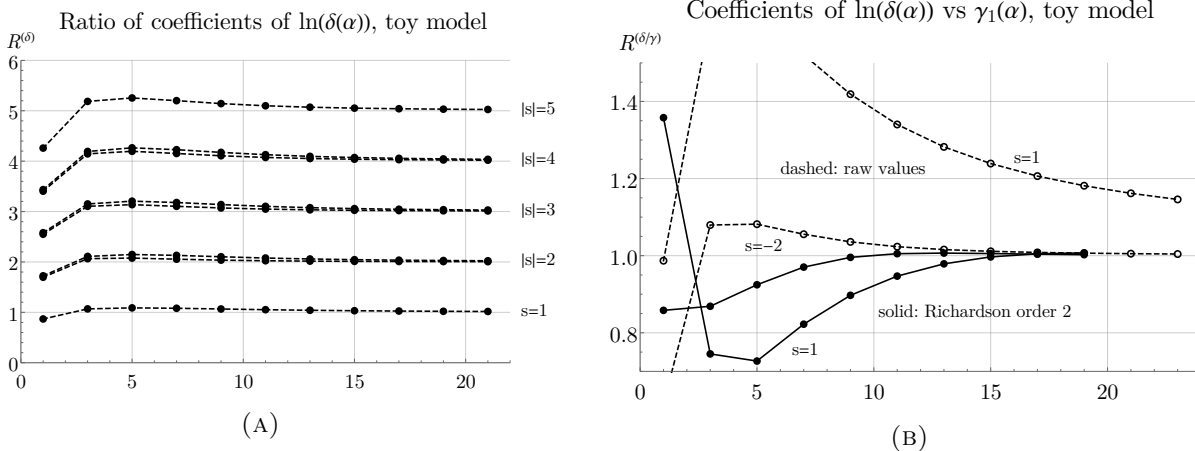 Ratio of coefficients of ln(δ(α)), toy model
R^(δ)
6
5
4
3
2
1
0
|s|=5
|s|=4
|s|=3
|s|=2
s=1
0 5 10 15 20
(A)
Coefficients of ln(δ(α)) vs γ₁(α), toy model
R^(δ/γ)
1.4
1.2
1.0
0.8
s=1
dashed: raw values
s=−2
solid: Richardson order 2
s=1
0 5 10 15 20
(B)